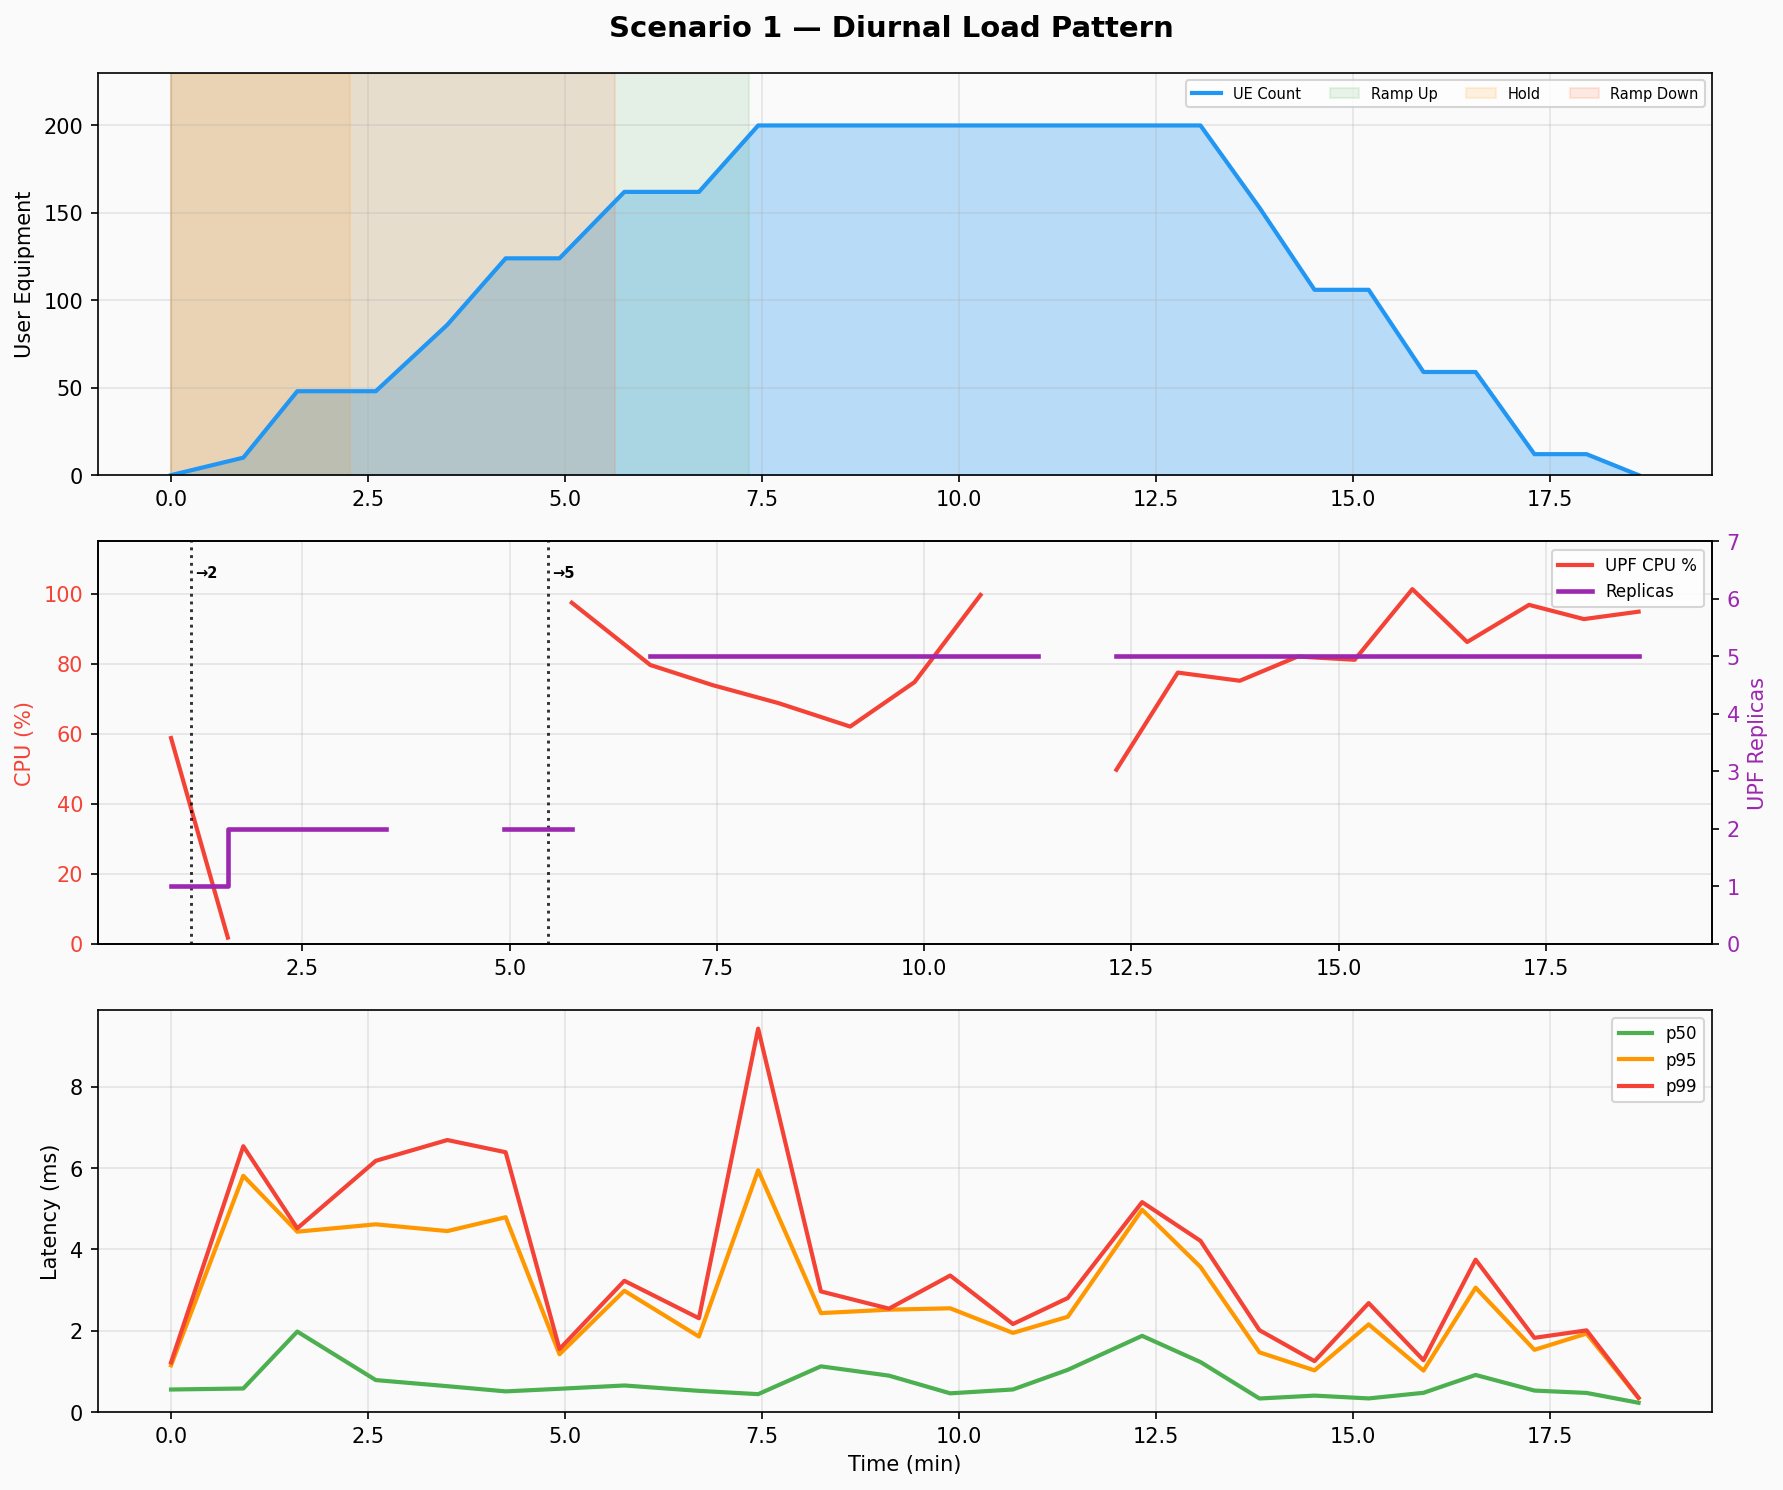 Scenario 1 — Diurnal Load Pattern
UE Count Ramp Up Hold Ramp Down
User Equipment
200
150
100
50
0
0.0 2.5 5.0 7.5 10.0 12.5 15.0 17.5
→2 →5
UPF CPU %
Replicas
CPU (%)
100
80
60
40
20
0
7
6
5
4
3
2
1
0
UPF Replicas
2.5 5.0 7.5 10.0 12.5 15.0 17.5
p50
p95
p99
Latency (ms)
8
6
4
2
0
0.0 2.5 5.0 7.5 10.0 12.5 15.0 17.5
Time (min)